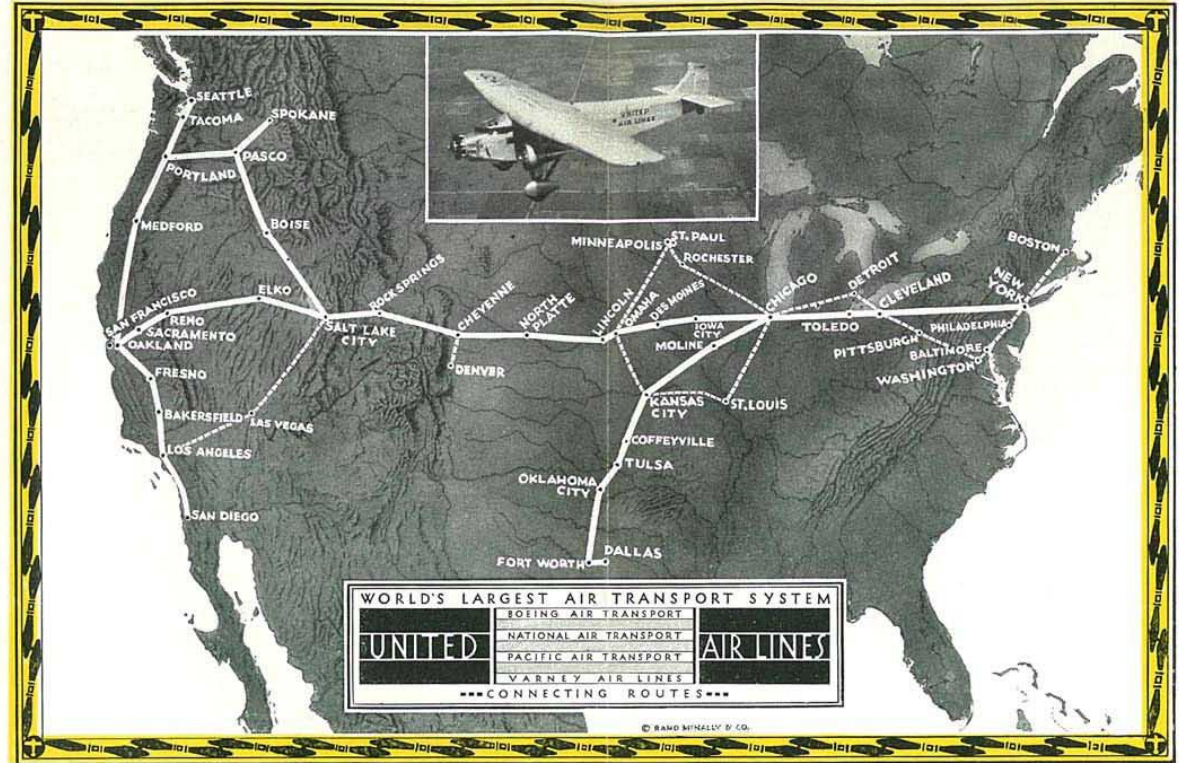 SEATTLE
TACOMA
SPOKANE
PASCO
PORTLAND
MEDFORD
BOISE
UNITED
AIR LINES
MINNEAPOLIS
ST. PAUL
ROCHESTER
BOSTON
NEW
YORK
ELKO
ROCK SPRINGS
CHEYENNE
NORTH
PLATTE
LINCOLN
OMAHA
DES MOINES
CHICAGO
DETROIT
CLEVELAND
SAN FRANCISCO
RENO
SACRAMENTO
OAKLAND
SALT LAKE
CITY
IOWA
CITY
MOLINE
TOLEDO
PITTSBURGH
PHILADELPHIA
BALTIMORE
WASHINGTON
FRESNO
DENVER
BAKERSFIELD
LAS VEGAS
KANSAS
CITY
ST. LOUIS
LOS ANGELES
COFFEYVILLE
TULSA
OKLAHOMA
CITY
SAN DIEGO
FORT WORTH
DALLAS
WORLD'S LARGEST AIR TRANSPORT SYSTEM
UNITED
BOEING AIR TRANSPORT
NATIONAL AIR TRANSPORT
PACIFIC AIR TRANSPORT
VARNEY AIR LINES
AIR LINES
---CONNECTING ROUTES---
© RAND MCNALLY & CO.